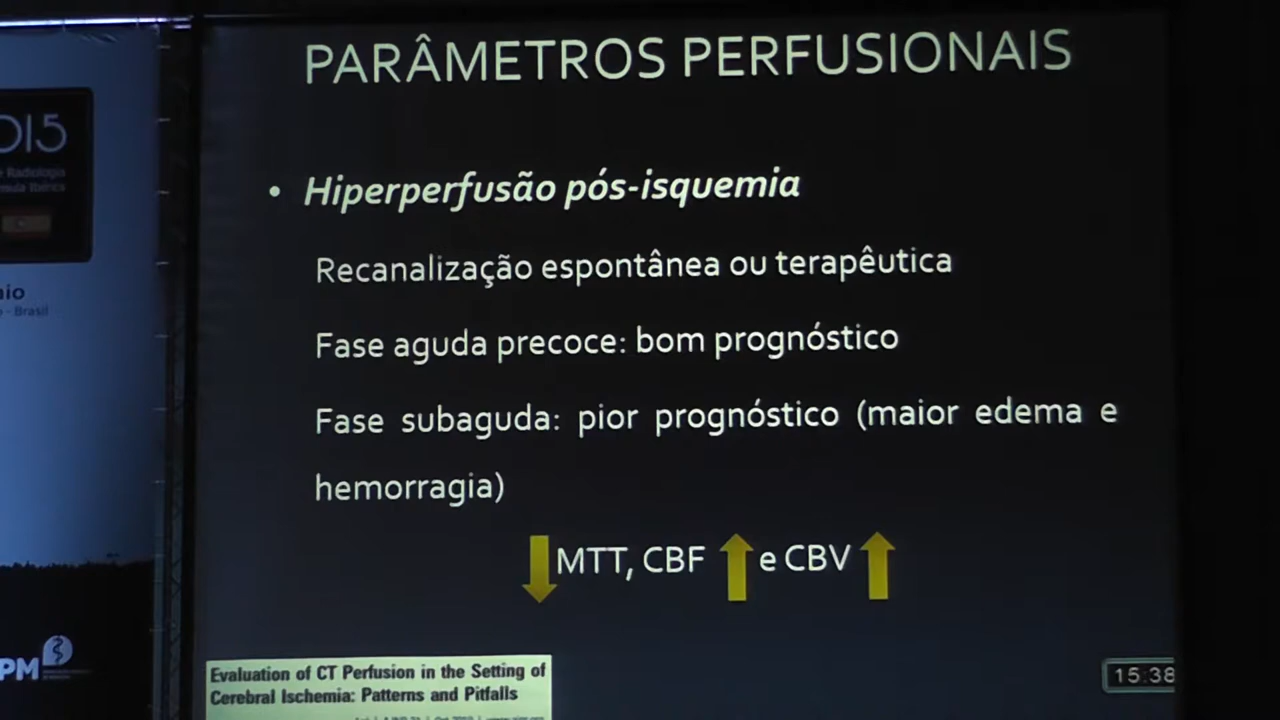 PARÂMETROS PERFUSIONAIS
• Hiperperfusão pós-isquemia
Recanalização espontânea ou terapêutica
Fase aguda precoce: bom prognóstico
Fase subaguda: pior prognóstico (maior edema e
hemorragia)
MTT, CBF e CBV
Evaluation of CT Perfusion in the Setting of
Cerebral Ischemia: Patterns and Pitfalls
15:38
015
Radiologia
- Brasil
PM